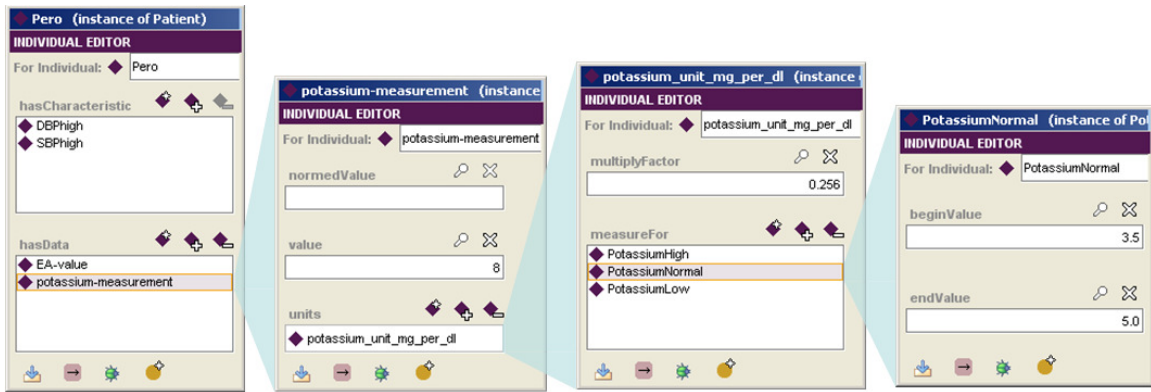 Pero (instance of Patient)
INDIVIDUAL EDITOR
For Individual: Pero
hasCharacteristic
DBPhigh
SBPhigh
hasData
EA-value
potassium-measurement
potassium-measurement (instance
INDIVIDUAL EDITOR
For Individual: potassium-measurement
normedValue
value
8
units
potassium_unit_mg_per_dl
potassium_unit_mg_per_dl (instance
INDIVIDUAL EDITOR
For Individual: potassium_unit_mg_per_dl
multiplyFactor
0.256
measureFor
PotassiumHigh
PotassiumNormal
PotassiumLow
PotassiumNormal (instance of Pot
INDIVIDUAL EDITOR
For Individual: PotassiumNormal
beginValue
3.5
endValue
5.0